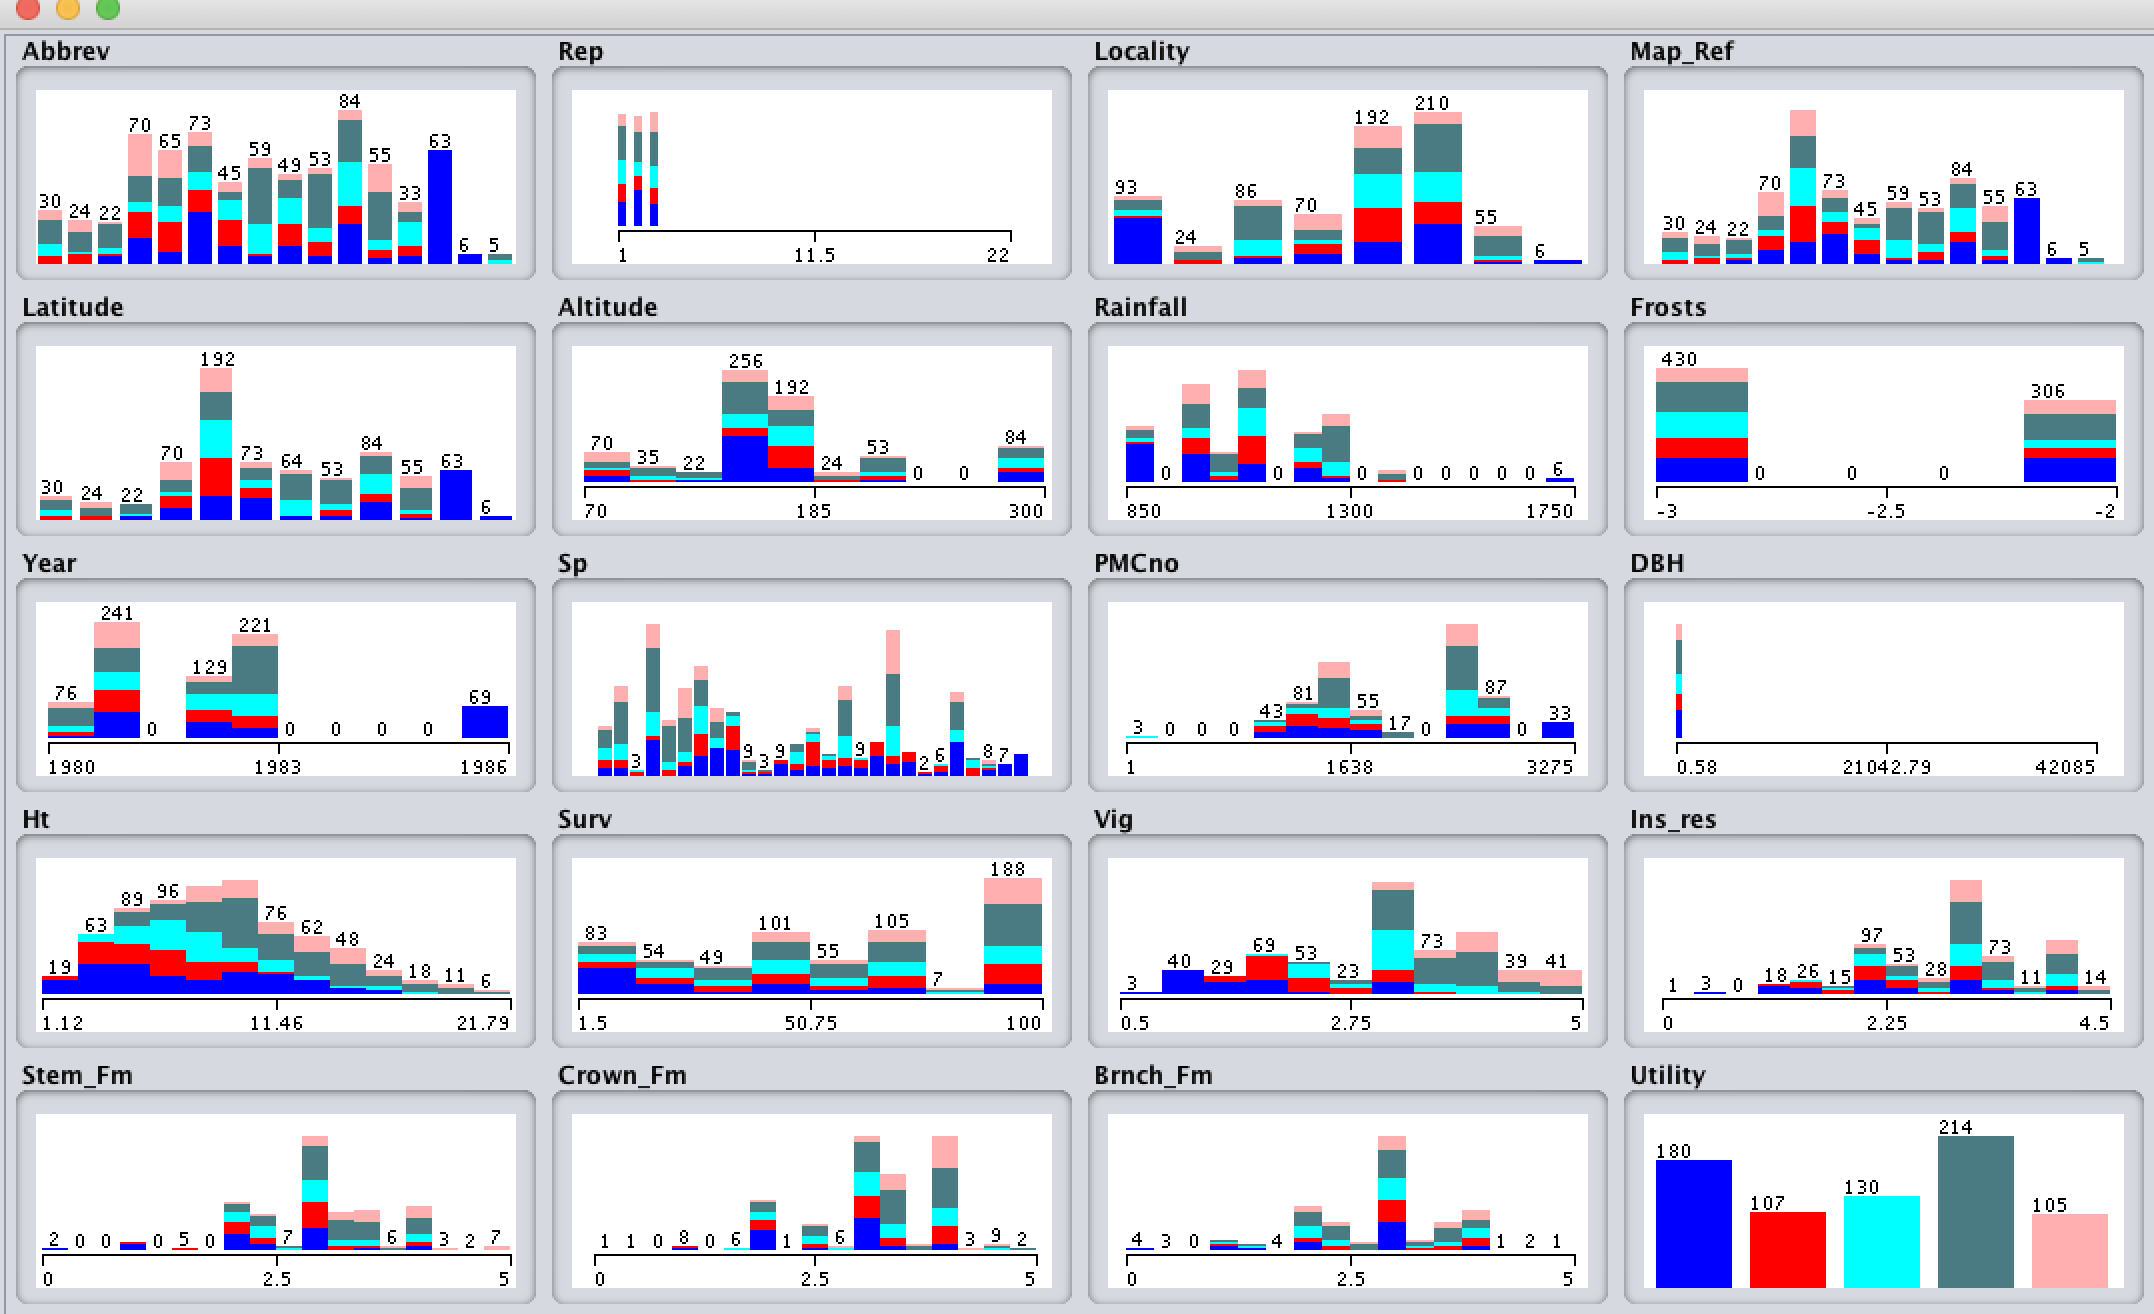 Abbrev
30 24 22 70 65 73 45 59 49 53 84 55 33 63 6 5
Rep
1 11.5 22
Locality
93 24 86 70 192 210 55 6
Map_Ref
30 24 22 70 73 45 59 53 84 55 63 6 5
Latitude
30 24 22 70 192 73 64 53 84 55 63 6
Altitude
70 35 22 256 192 24 53 0 0 84
70 185 300
Rainfall
0 0 0 0 0 0 0 0 6
850 1300 1750
Frosts
430 0 0 0 306
-3 -2.5 -2
Year
76 241 0 129 221 0 0 0 0 69
1980 1983 1986
Sp
3 9 3 9 9 2 6 8 7
PMCno
3 0 0 0 43 81 55 17 0 87 0 33
1 1638 3275
DBH
0.58 21042.79 42085
Ht
19 63 89 96 76 62 48 24 18 11 6
1.12 11.46 21.79
Surv
83 54 49 101 55 105 7 188
1.5 50.75 100
Vig
3 40 29 69 53 23 73 39 41
0.5 2.75 5
Ins_res
1 3 0 18 26 15 97 53 28 73 11 14
0 2.25 4.5
Stem_Fm
2 0 0 0 5 0 7 6 3 2 7
0 2.5 5
Crown_Fm
1 1 0 8 0 6 1 6 3 9 2
0 2.5 5
Brnch_Fm
4 3 0 4 1 2 1
0 2.5 5
Utility
180 107 130 214 105